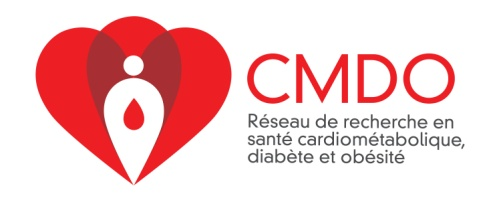 CMDO
Réseau de recherche en
santé cardiométabolique,
diabète et obésité